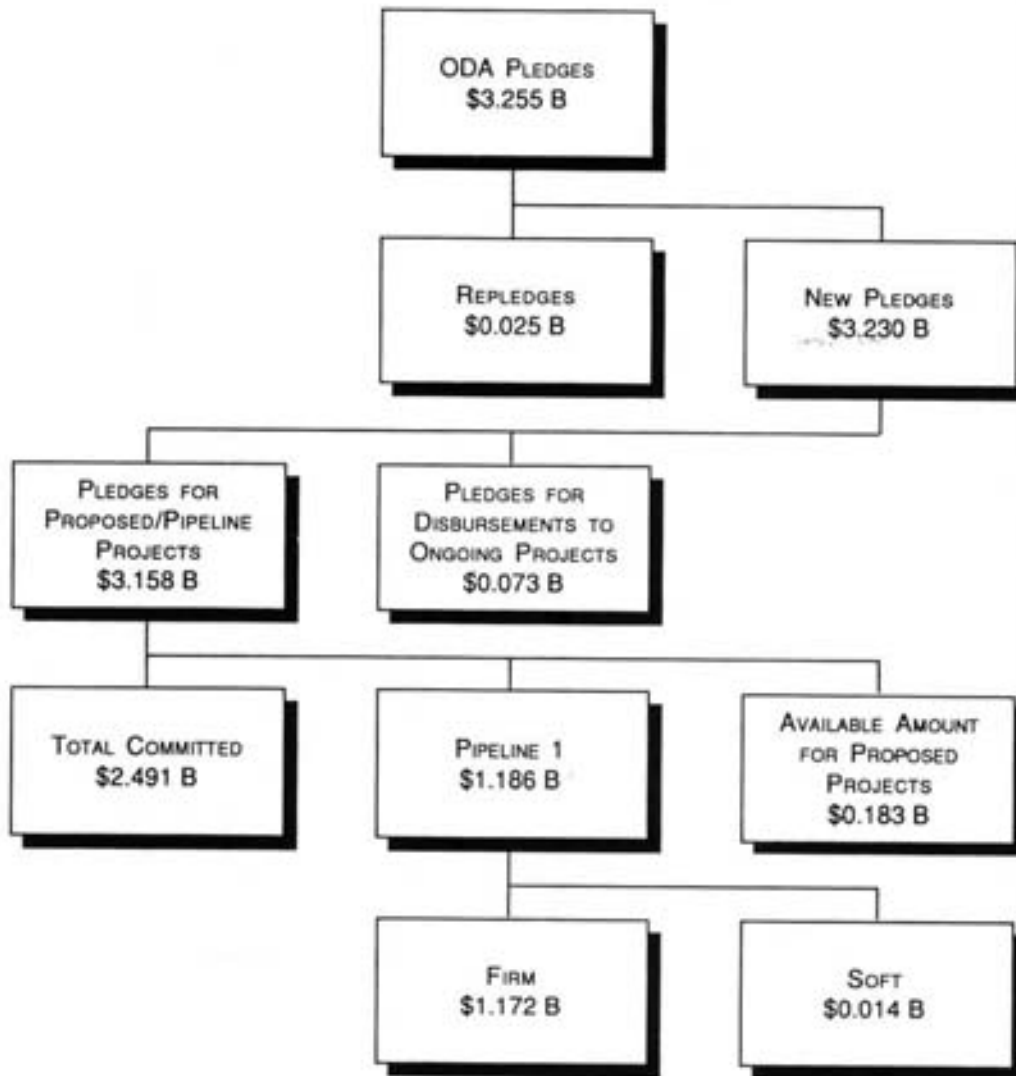 ODA PLEDGES
$3.255 B
REPLEDGES
$0.025 B
NEW PLEDGES
$3.230 B
PLEDGES FOR
PROPOSED/PIPELINE
PROJECTS
$3.158 B
PLEDGES FOR
DISBURSEMENTS TO
ONGOING PROJECTS
$0.073 B
TOTAL COMMITTED
$2.491 B
PIPELINE 1
$1.186 B
AVAILABLE AMOUNT
FOR PROPOSED
PROJECTS
$0.183 B
FIRM
$1.172 B
SOFT
$0.014 B